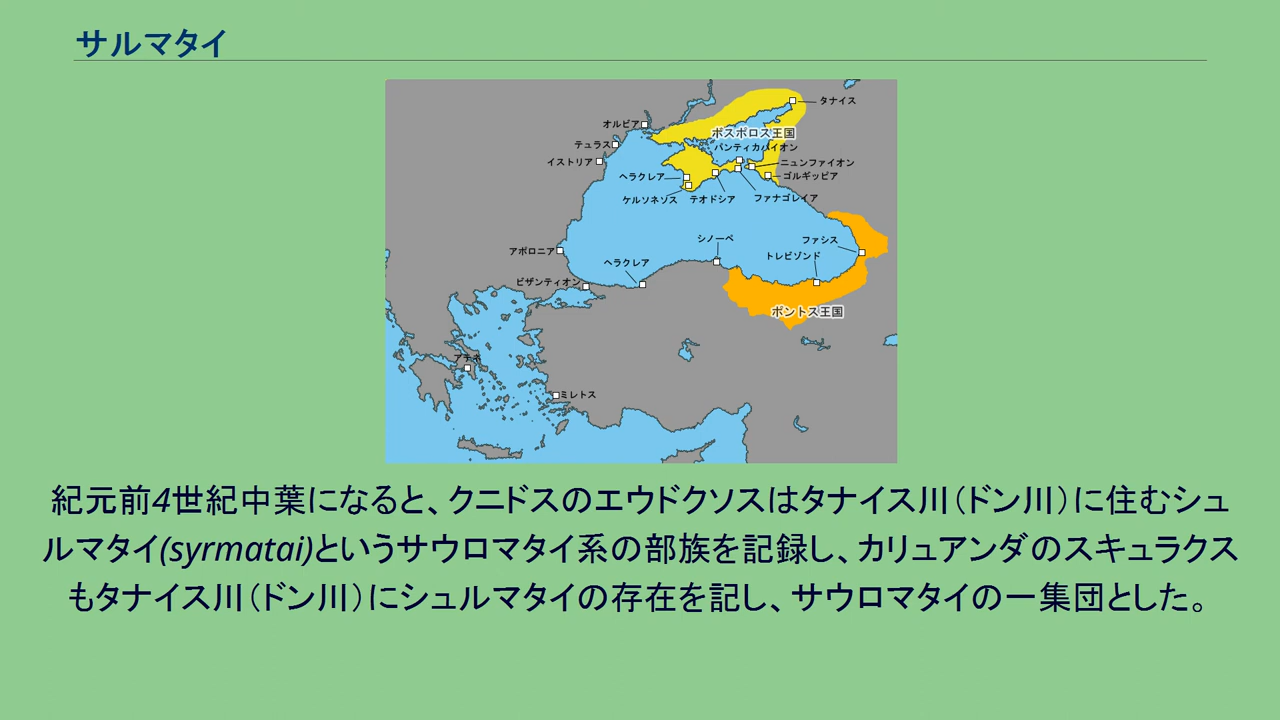 サルマタイ
タナイス
オルビア
ボスポロス王国
テュラス
パンティカパイオン
イストリア
ニュンファイオン
ヘラクレア
ゴルギッピア
ケルソネソス
テオドシア
ファナゴレイア
シノーペ
ファシス
アポロニア
トレビゾンド
ヘラクレア
ビザンティオン
ポントス王国
アテネ
ミレトス
紀元前4世紀中葉になると、クニドスのエウドクソスはタナイス川（ドン川）に住むシュ
ルマタイ(syrmatai)というサウロマタイ系の部族を記録し、カリュアンダのスキュラクス
もタナイス川（ドン川）にシュルマタイの存在を記し、サウロマタイの一集団とした。